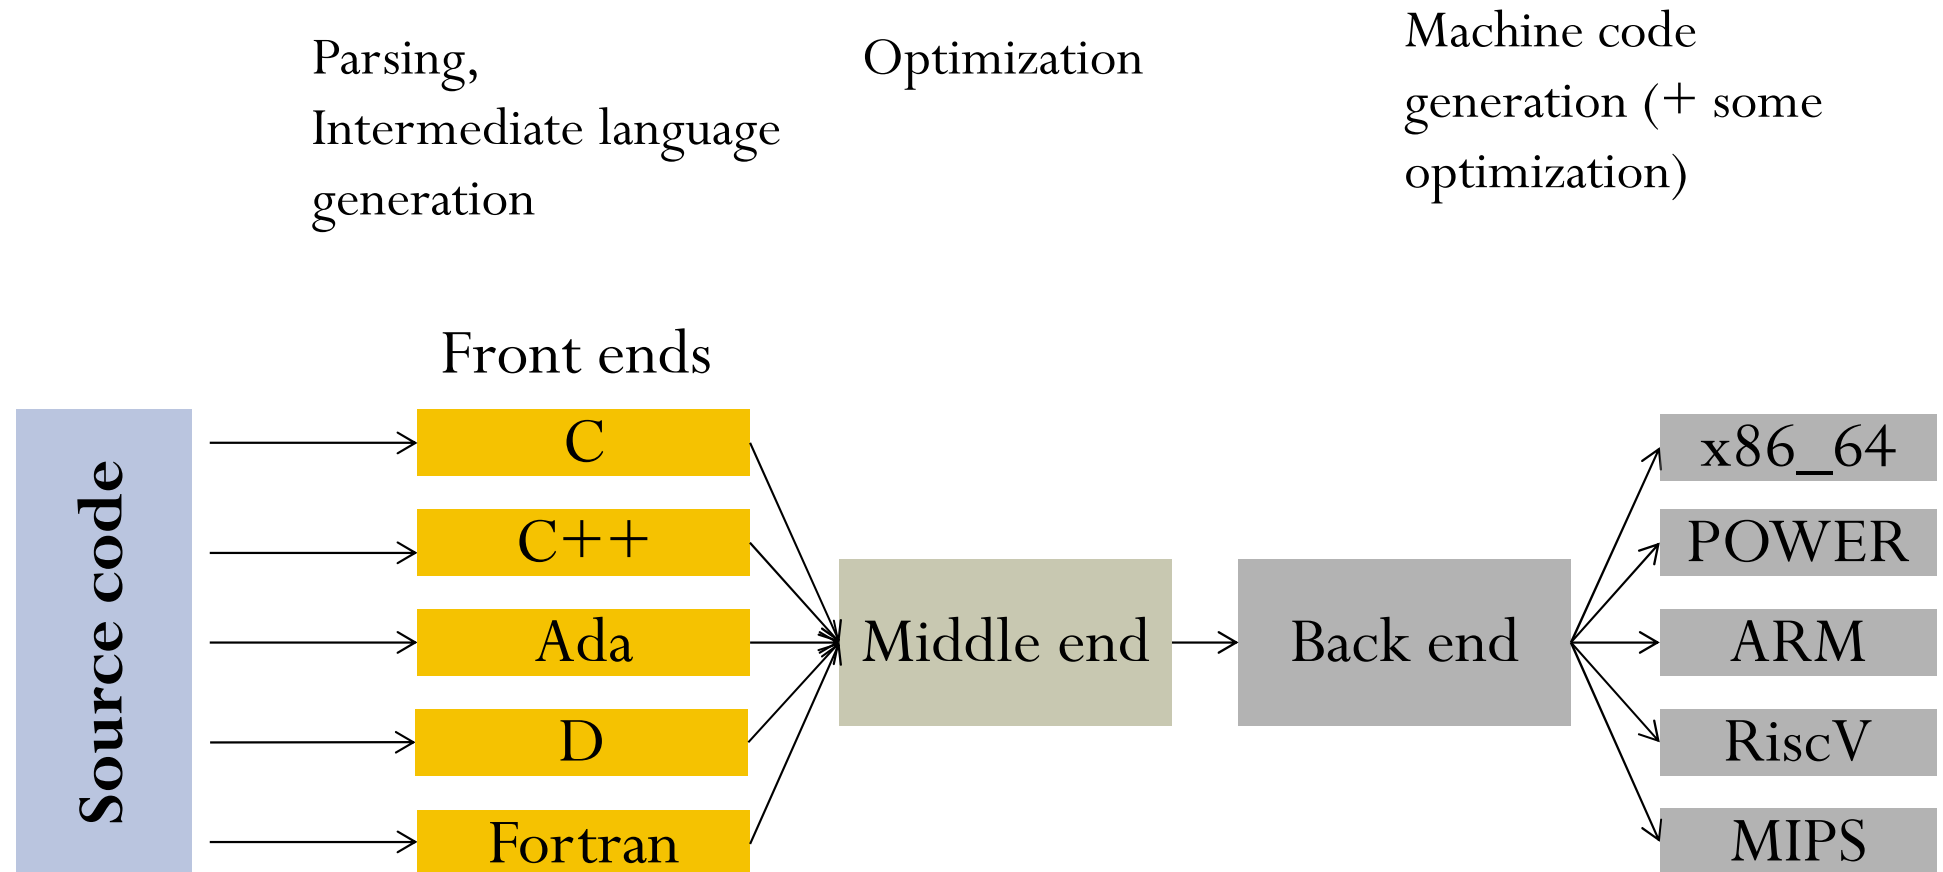 Parsing,
Intermediate language
generation
Optimization
Machine code
generation (+ some
optimization)
Source code
Front ends
C
C++
Ada
D
Fortran
Middle end
Back end
x86_64
POWER
ARM
RiscV
MIPS